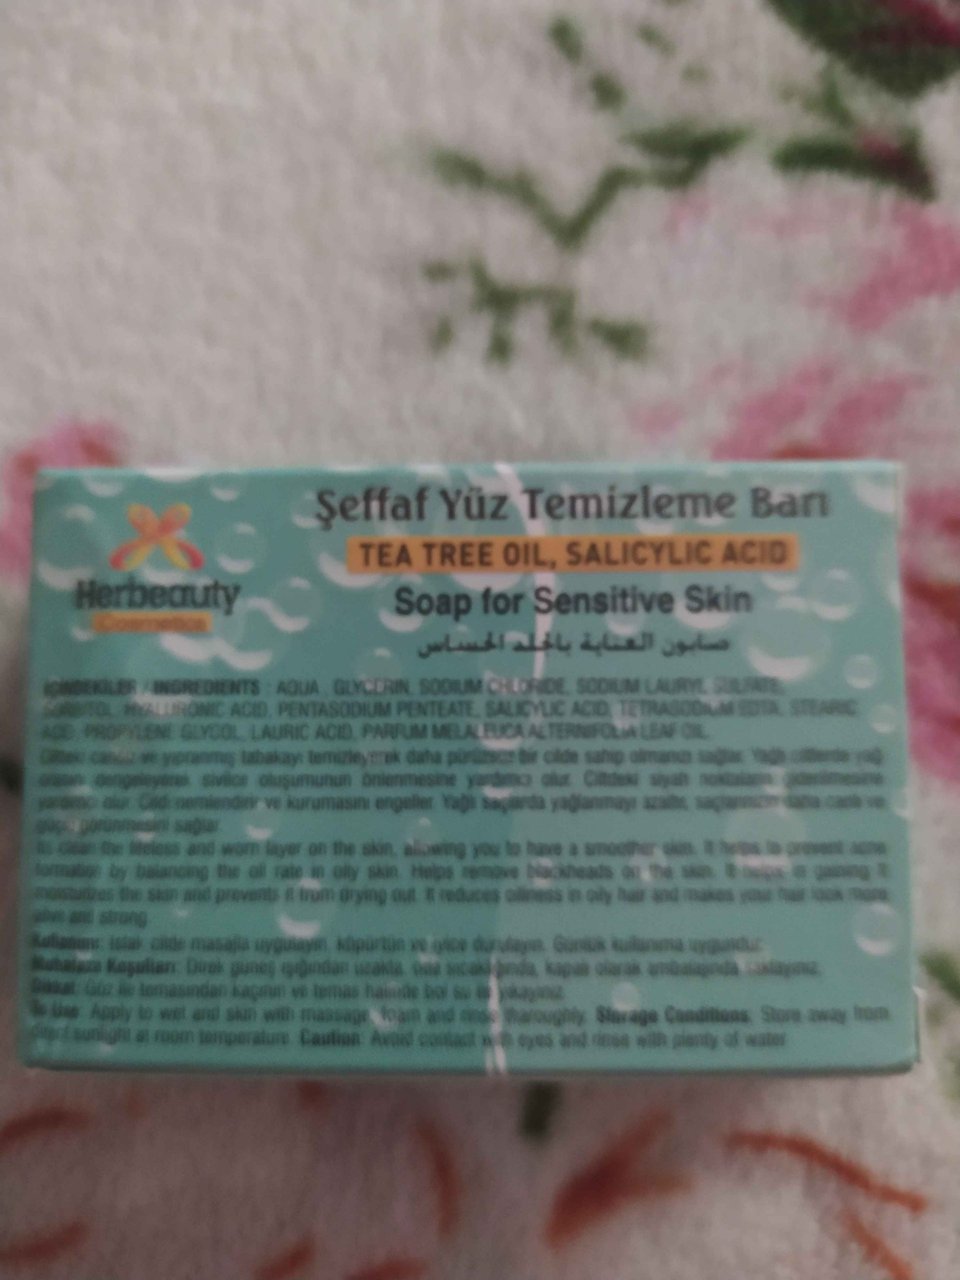 Şeffaf Yüz Temizleme Barı
TEA TREE OIL, SALICYLIC ACID
Herbeauty
Cosmetics
Soap for Sensitive Skin
صابون العناية بالجلد الحساس
İÇİNDEKİLER / INGREDIENTS : AQUA, GLYCERIN, SODIUM CHLORIDE, SODIUM LAURYL SULFATE,
SORBITOL, HYALURONIC ACID, PENTASODIUM PENTEATE, SALICYLIC ACID, TETRASODIUM EDTA, STEARIC
ACID, PROPYLENE GLYCOL, LAURIC ACID, PARFUM MELALEUCA ALTERNIFOLIA LEAF OIL.
Ciltteki cansız ve yıpranmış tabakayı temizleyerek daha pürüzsüz bir cilde sahip olmanızı sağlar. Yağlı ciltlerde yağ
oranını dengeleyerek sivilce oluşumunun önlenmesine yardımcı olur. Ciltdeki siyah noktaların giderilmesine
yardımcı olur. Cildi nemlendirir ve kurumasını engeller. Yağlı saçlarda yağlanmayı azaltır, saçlarınızın daha canlı ve
güçlü görünmesini sağlar.
Its clean the lifeless and worn layer on the skin, allowing you to have a smoother skin. It helps to prevent acne
formation by balancing the oil rate in oily skin. Helps remove blackheads on the skin. It helps in gaining It
moisturizes the skin and prevents it from drying out. It reduces oiliness in oily hair and makes your hair look more
alive and strong.
Kullanımı: Islak cilde masajla uygulayın, köpürtün ve iyice durulayın. Günlük kullanıma uygundur.
Muhafaza Koşulları: Direk güneş ışığından uzakta, oda sıcaklığında, kapalı olarak ambalajında saklayınız.
Dikkat: Göz ile temasından kaçının ve temas halinde bol su ile yıkayınız.
To Use: Apply to wet and skin with massage, foam and rinse thoroughly. Storage Conditions: Store away from
direct sunlight at room temperature. Caution: Avoid contact with eyes and rinse with plenty of water